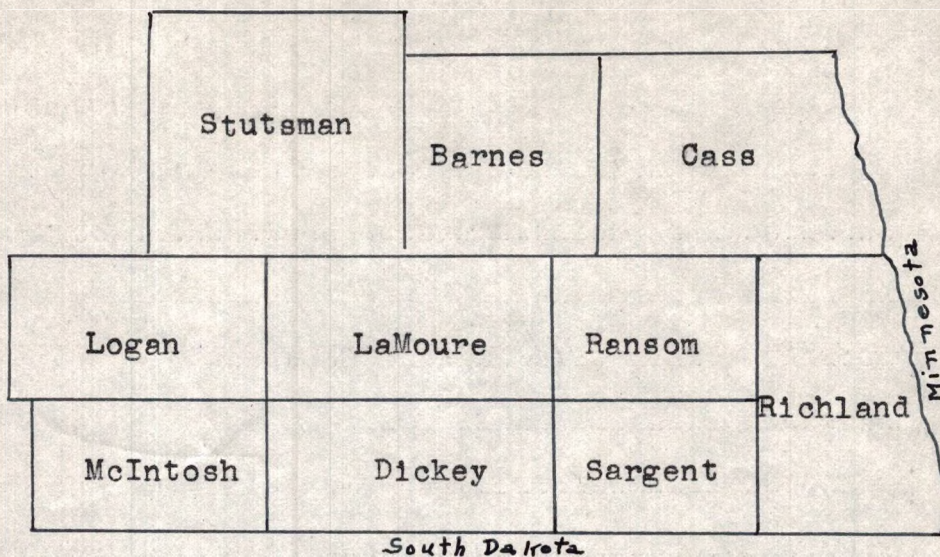 Stutsman
Barnes
Cass
Minnesota
Logan
LaMoure
Ransom
Richland
McIntosh
Dickey
Sargent
South Dakota